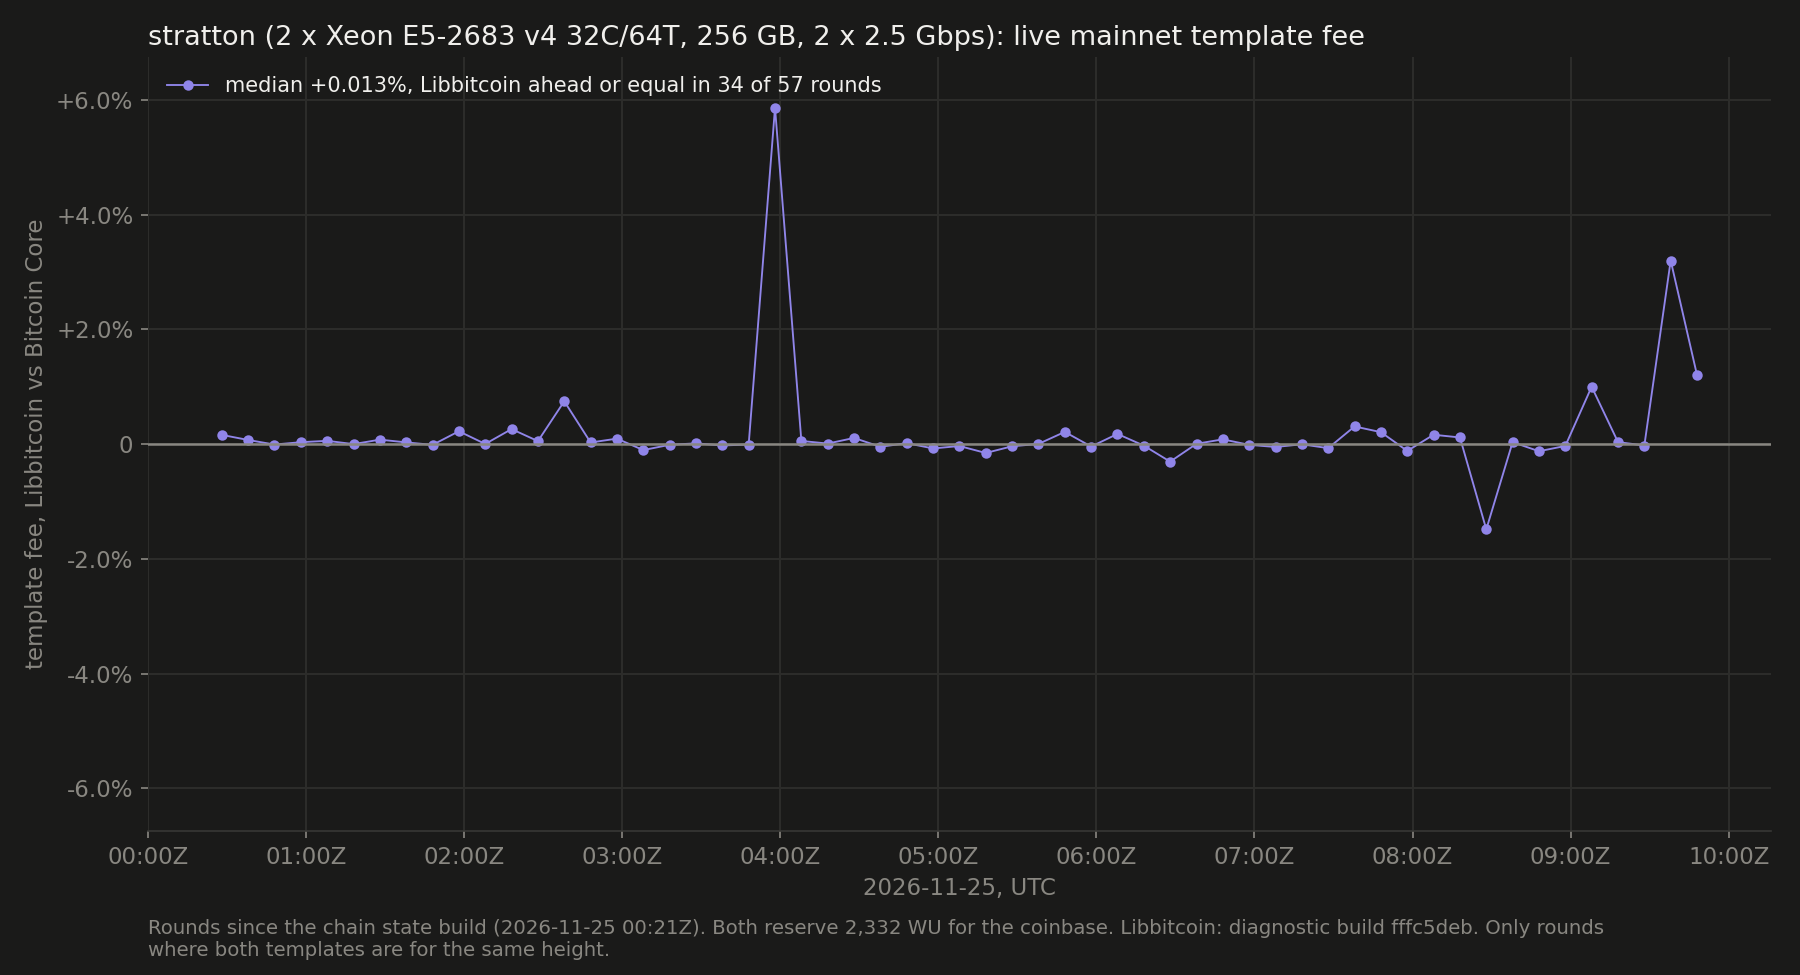 stratton (2 x Xeon E5-2683 v4 32C/64T, 256 GB, 2 x 2.5 Gbps): live mainnet template fee
median +0.013%, Libbitcoin ahead or equal in 34 of 57 rounds
template fee, Libbitcoin vs Bitcoin Core
+6.0%
+4.0%
+2.0%
0
-2.0%
-4.0%
-6.0%
00:00Z 01:00Z 02:00Z 03:00Z 04:00Z 05:00Z 06:00Z 07:00Z 08:00Z 09:00Z 10:00Z
2026-11-25, UTC
Rounds since the chain state build (2026-11-25 00:21Z). Both reserve 2,332 WU for the coinbase. Libbitcoin: diagnostic build fffc5deb. Only rounds
where both templates are for the same height.